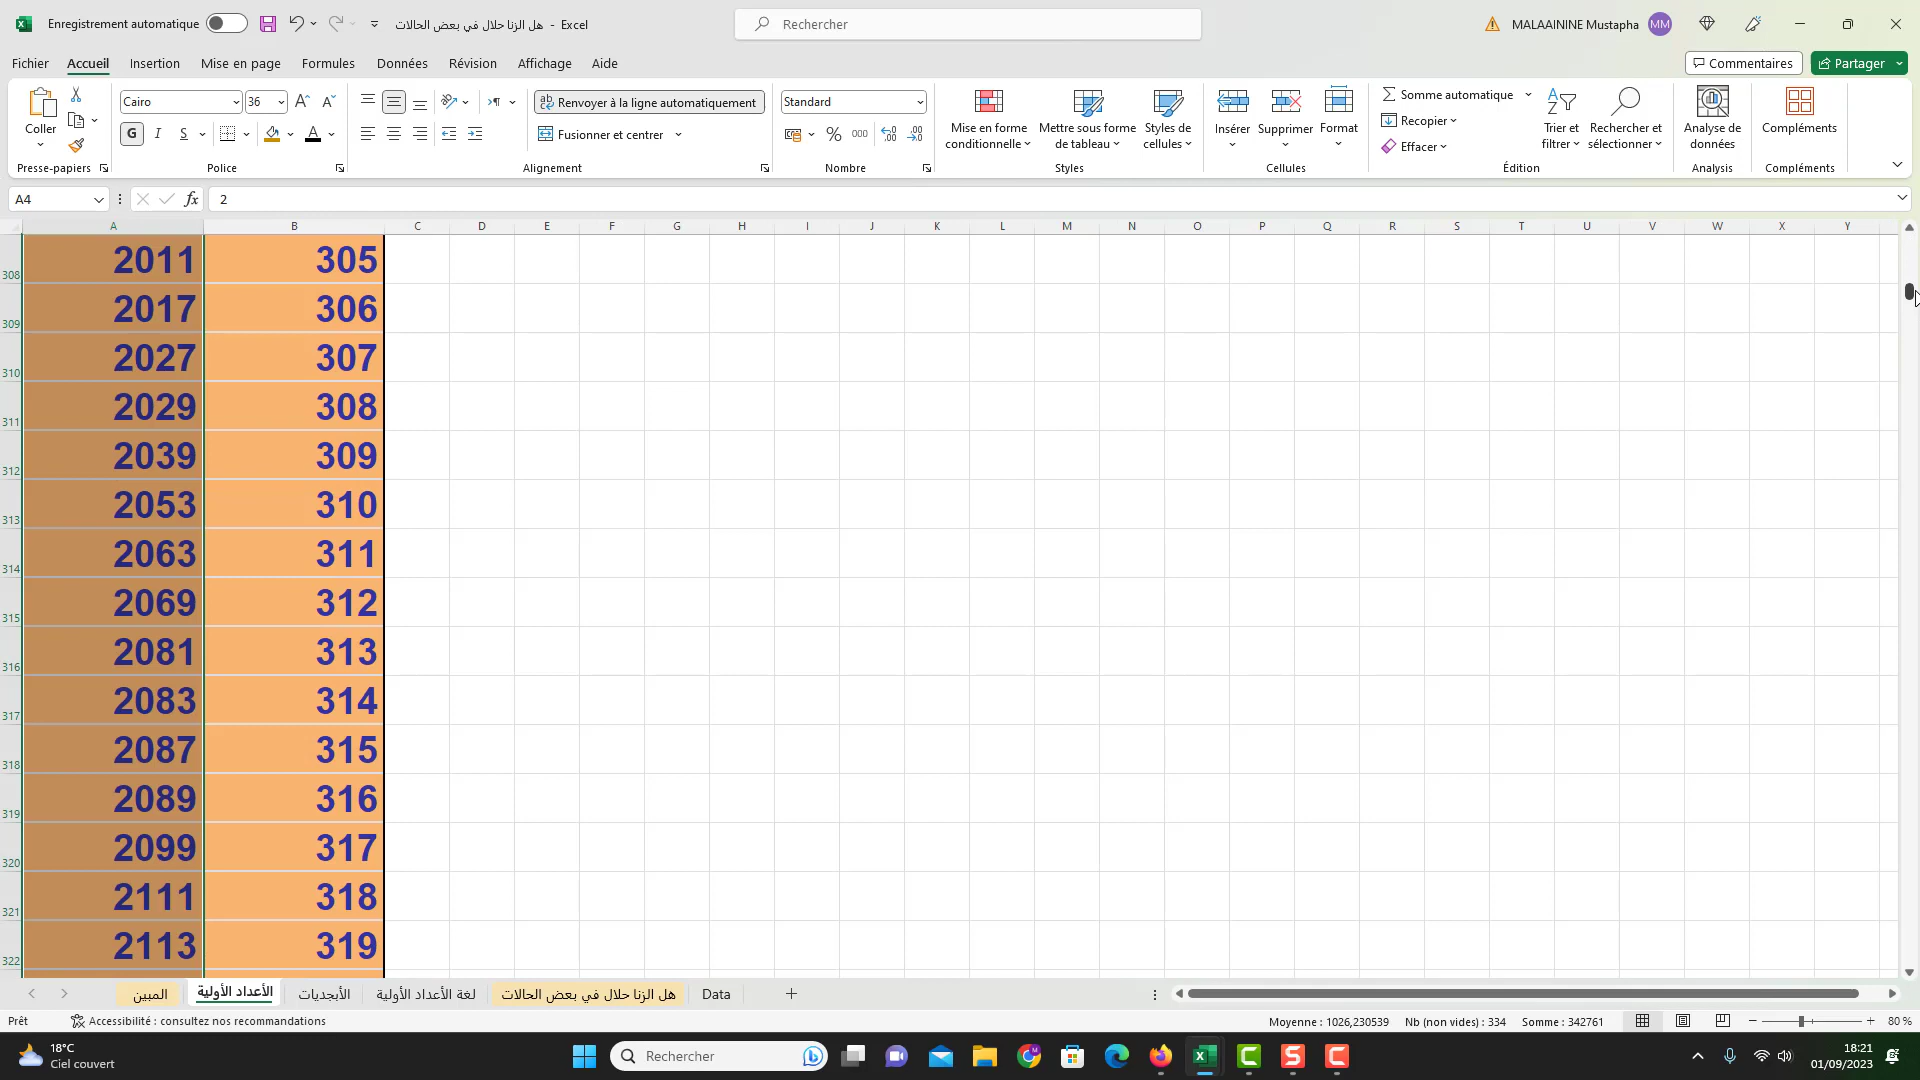 Enregistrement automatique
هل الزنا حلال في بعض الحالات - Excel
Rechercher
MALAAININE Mustapha
MM
Fichier Accueil Insertion Mise en page Formules Données Révision Affichage Aide
Commentaires
Partager
Coller
Cairo
36
Renvoyer à la ligne automatiquement
Fusionner et centrer
Standard
Mise en forme conditionnelle
Mettre sous forme de tableau
Styles de cellules
Insérer
Supprimer
Format
Somme automatique
Recopier
Effacer
Trier et filtrer
Rechercher et sélectionner
Analyse de données
Compléments
Presse-papiers Police Alignement Nombre Styles Cellules Édition Analysis Compléments
A4
fx
2
A B C D E F G H I J K L M N O P Q R S T U V W X Y
308 2011 305
309 2017 306
310 2027 307
311 2029 308
312 2039 309
313 2053 310
314 2063 311
315 2069 312
316 2081 313
317 2083 314
318 2087 315
319 2089 316
320 2099 317
321 2111 318
322 2113 319
المبين
الأعداد الأولية
الأبجديات
لغة الأعداد الأولية
هل الزنا حلال في بعض الحالات
Data
Prêt
Accessibilité : consultez nos recommandations
Moyenne : 1026,230539 Nb (non vides) : 334 Somme : 342761
80 %
18°C
Ciel couvert
Rechercher
18:21
01/09/2023